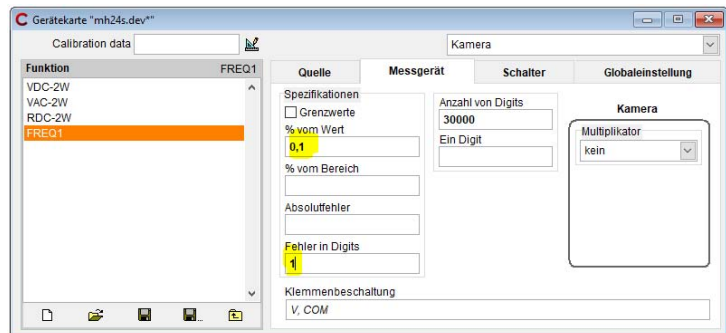 Gerätekarte "mh24s.dev*"
Calibration data
Kamera
Funktion FREQ1
VDC-2W
VAC-2W
RDC-2W
FREQ1
Quelle Messgerät Schalter Globaleinstellung
Spezifikationen
Grenzwerte
% vom Wert
0,1
% vom Bereich
Absolutfehler
Fehler in Digits
1
Anzahl von Digits
30000
Ein Digit
Kamera
Multiplikator
kein
Klemmenbeschaltung
V, COM